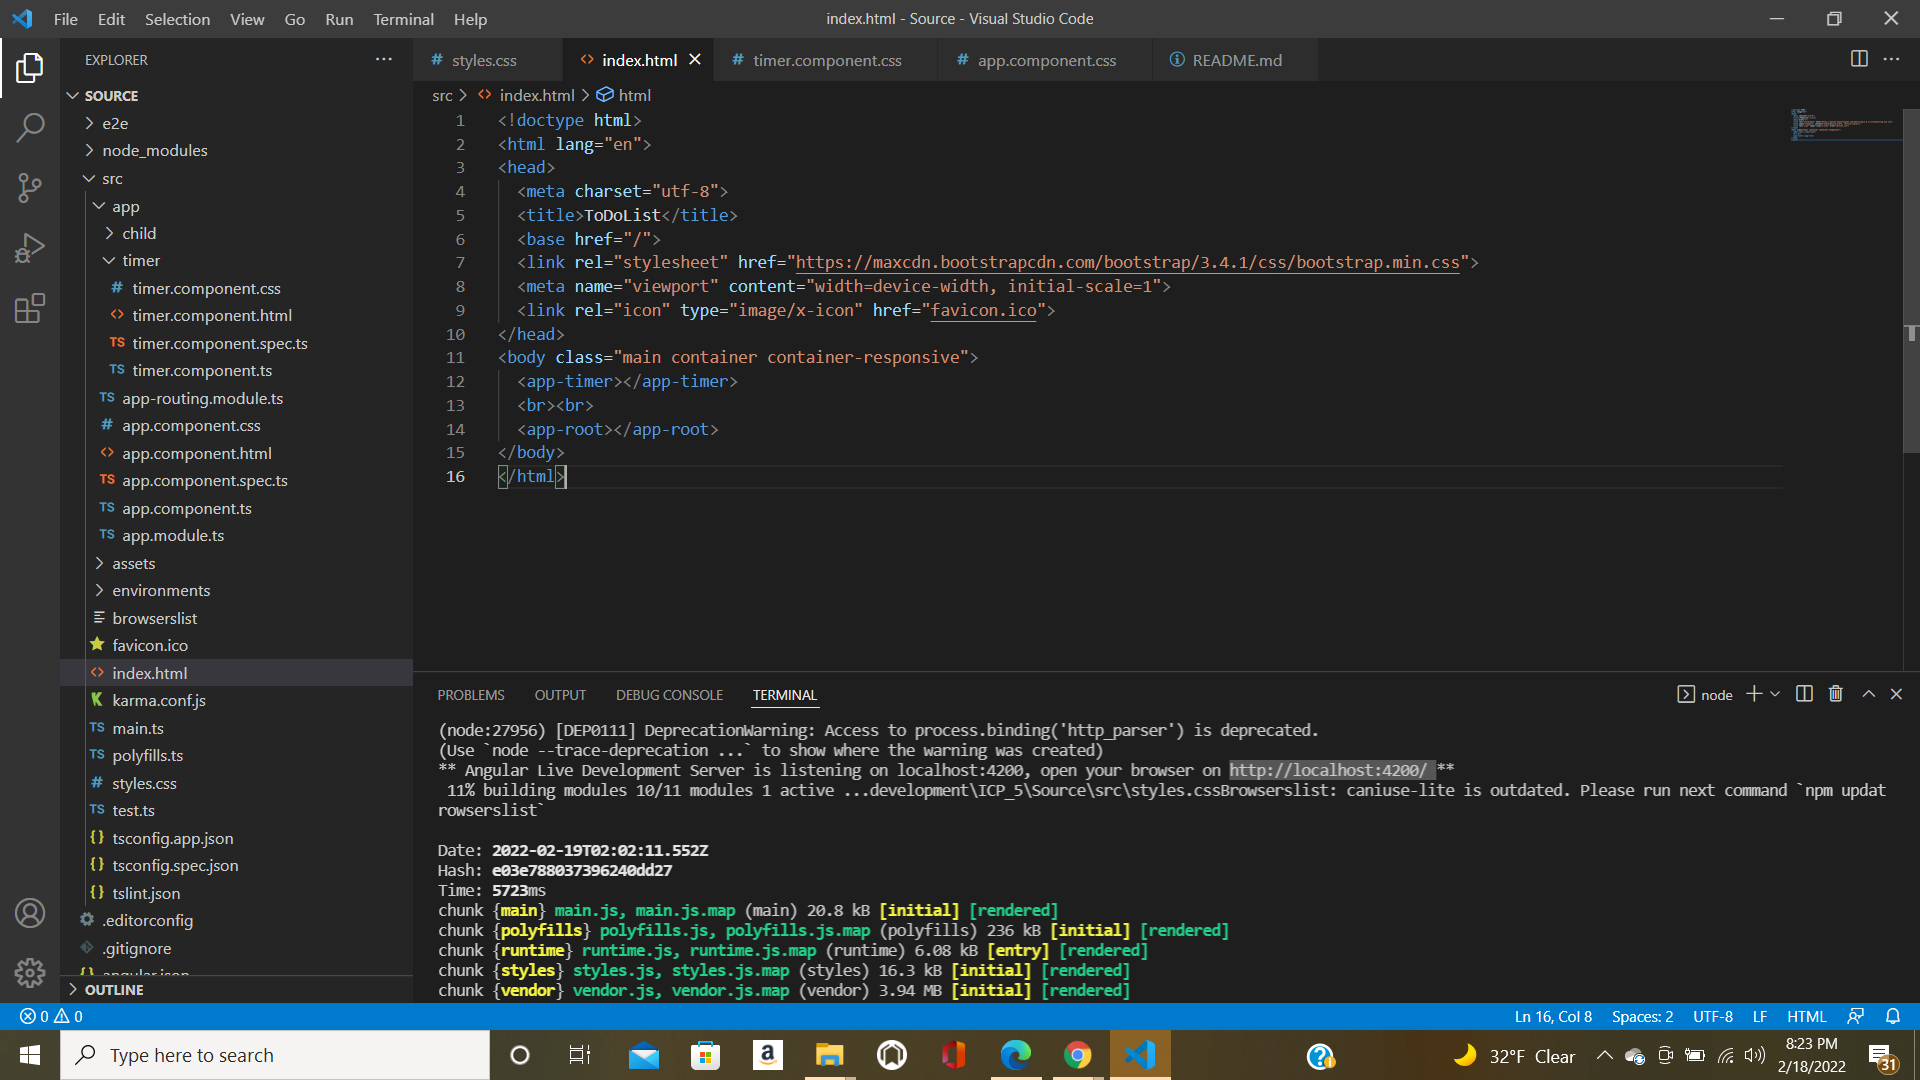 File Edit Selection View Go Run Terminal Help
index.html - Source - Visual Studio Code
EXPLORER
SOURCE
e2e
node_modules
src
app
child
timer
# timer.component.css
<> timer.component.html
TS timer.component.spec.ts
TS timer.component.ts
TS app-routing.module.ts
# app.component.css
<> app.component.html
TS app.component.spec.ts
TS app.component.ts
TS app.module.ts
assets
environments
browserslist
favicon.ico
<> index.html
K karma.conf.js
TS main.ts
TS polyfills.ts
# styles.css
TS test.ts
{} tsconfig.app.json
{} tsconfig.spec.json
{} tslint.json
.editorconfig
.gitignore
{} angular.json
OUTLINE
# styles.css <> index.html # timer.component.css # app.component.css README.md
src > <> index.html > html
1 <!doctype html>
2 <html lang="en">
3 <head>
4 <meta charset="utf-8">
5 <title>ToDoList</title>
6 <base href="/">
7 <link rel="stylesheet" href="https://maxcdn.bootstrapcdn.com/bootstrap/3.4.1/css/bootstrap.min.css">
8 <meta name="viewport" content="width=device-width, initial-scale=1">
9 <link rel="icon" type="image/x-icon" href="favicon.ico">
10 </head>
11 <body class="main container container-responsive">
12 <app-timer></app-timer>
13 <br><br>
14 <app-root></app-root>
15 </body>
16 </html>
PROBLEMS OUTPUT DEBUG CONSOLE TERMINAL
node
(node:27956) [DEP0111] DeprecationWarning: Access to process.binding('http_parser') is deprecated.
(Use `node --trace-deprecation ...` to show where the warning was created)
** Angular Live Development Server is listening on localhost:4200, open your browser on http://localhost:4200/ **
11% building modules 10/11 modules 1 active ...development\ICP_5\Source\src\styles.cssBrowserslist: caniuse-lite is outdated. Please run next command `npm updat
rowserslist`
Date: 2022-02-19T02:02:11.552Z
Hash: e03e788037396240dd27
Time: 5723ms
chunk {main} main.js, main.js.map (main) 20.8 kB [initial] [rendered]
chunk {polyfills} polyfills.js, polyfills.js.map (polyfills) 236 kB [initial] [rendered]
chunk {runtime} runtime.js, runtime.js.map (runtime) 6.08 kB [entry] [rendered]
chunk {styles} styles.js, styles.js.map (styles) 16.3 kB [initial] [rendered]
chunk {vendor} vendor.js, vendor.js.map (vendor) 3.94 MB [initial] [rendered]
0 0
Ln 16, Col 8 Spaces: 2 UTF-8 LF HTML
Type here to search
32°F Clear
8:23 PM
2/18/2022
31